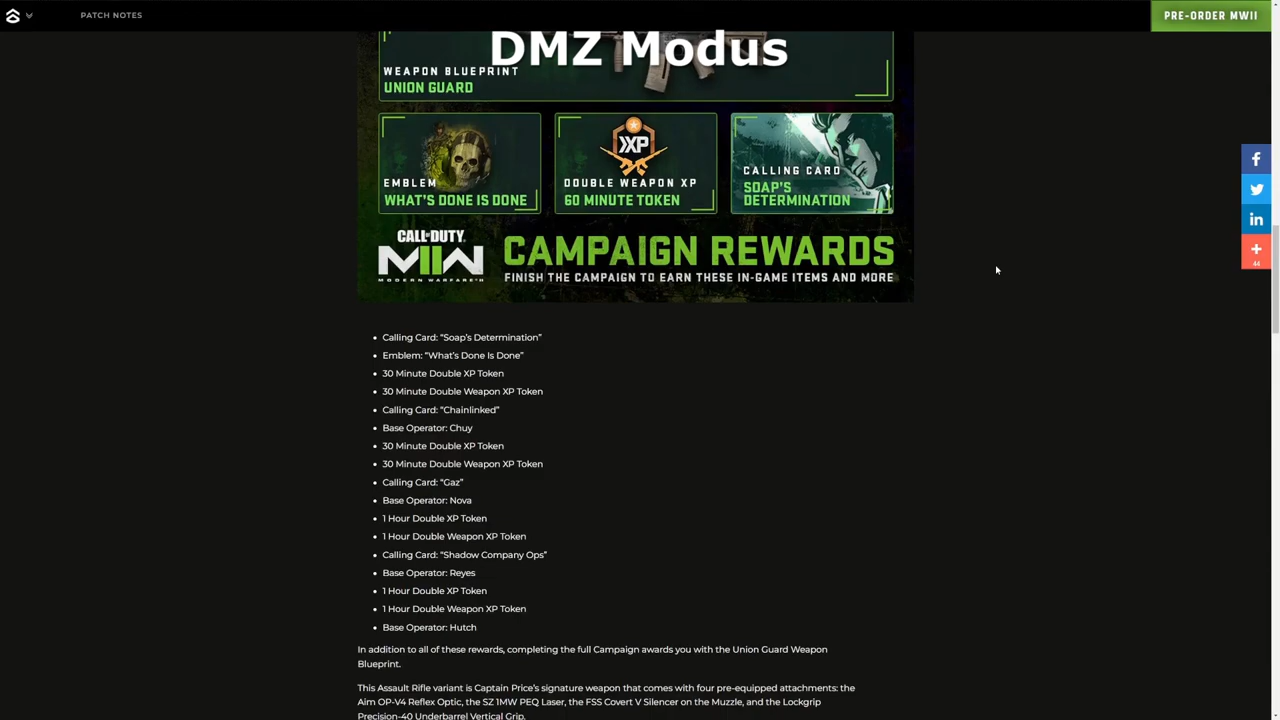 PATCH NOTES
PRE-ORDER MWII
DMZ Modus
WEAPON BLUEPRINT
UNION GUARD
EMBLEM
WHAT'S DONE IS DONE
XP
DOUBLE WEAPON XP
60 MINUTE TOKEN
CALLING CARD
SOAP'S
DETERMINATION
44
CALL OF DUTY
MWII
MODERN WARFARE II
CAMPAIGN REWARDS
FINISH THE CAMPAIGN TO EARN THESE IN-GAME ITEMS AND MORE
• Calling Card: “Soap’s Determination”
• Emblem: “What’s Done Is Done”
• 30 Minute Double XP Token
• 30 Minute Double Weapon XP Token
• Calling Card: “Chainlinked”
• Base Operator: Chuy
• 30 Minute Double XP Token
• 30 Minute Double Weapon XP Token
• Calling Card: “Gaz”
• Base Operator: Nova
• 1 Hour Double XP Token
• 1 Hour Double Weapon XP Token
• Calling Card: “Shadow Company Ops”
• Base Operator: Reyes
• 1 Hour Double XP Token
• 1 Hour Double Weapon XP Token
• Base Operator: Hutch
In addition to all of these rewards, completing the full Campaign awards you with the Union Guard Weapon
Blueprint.
This Assault Rifle variant is Captain Price’s signature weapon that comes with four pre-equipped attachments: the
Aim OP-V4 Reflex Optic, the SZ 1MW PEQ Laser, the FSS Covert V Silencer on the Muzzle, and the Lockgrip
Precision-40 Underbarrel Vertical Grip.